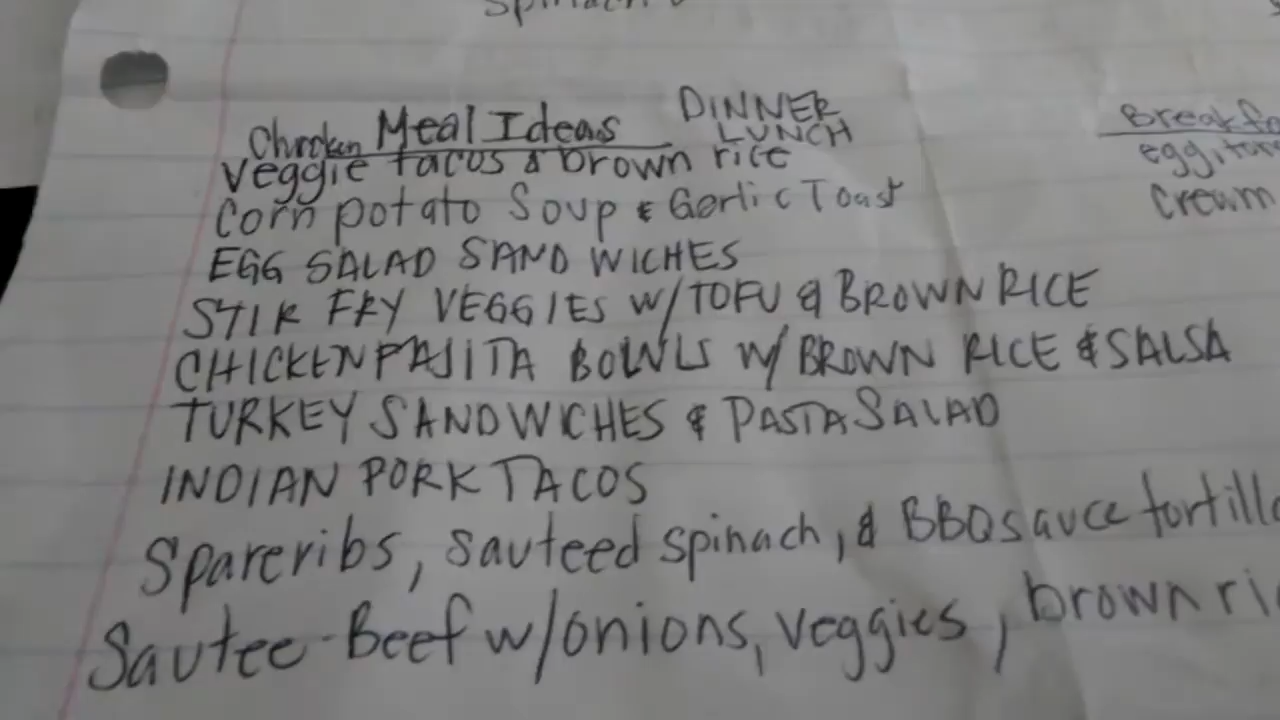 Meal Ideas DINNER
LUNCH
Chicken
veggie tacos & brown rice
Corn potato Soup & Garlic Toast
EGG SALAD SANDWICHES
STIR FRY VEGGIES W/TOFU & BROWN RICE
CHICKEN FAJITA BOWLS W/ BROWN RICE & SALSA
TURKEY SANDWICHES & PASTA SALAD
INDIAN PORK TACOS
Spareribs, sauteed spinach, & BBQ sauce
Sautee Beef w/onions, veggies, brown
egg,
Cream